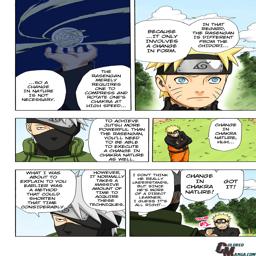 IN THAT
REGARD,
THE RASENGAN
IS DIFFERENT
FROM THE
CHIDORI...
BECAUSE
...IT ONLY
INVOLVES
A CHANGE
IN FORM.
THE
RASENGAN
MERELY
REQUIRES
ONE TO
COMPRESS AND
ROTATE ONE'S
CHAKRA AT
HIGH SPEED...
...SO A
CHANGE
IN NATURE
IS NOT
NECESSARY.
CHANGE
IN
CHAKRA
NATURE,
HUH...
TO ACHIEVE
JUTSU MORE
POWERFUL THAN
THE RASENGAN,
YOU'LL NEED
TO BE ABLE TO
EXECUTE A
CHANGE IN
CHAKRA NATURE
AS WELL.
GOT
IT!
CHANGE
IN
CHAKRA
NATURE!
I DON'T THINK
HE REALLY
UNDERSTANDS,
BUT SINCE
HE'S MORE
OF A DIRECT
LEARNER, I
GUESS IT'S
ALL RIGHT...
HOWEVER,
IT NORMALLY
TAKES A
MASSIVE
AMOUNT OF
TIME TO
ACQUIRE
THESE
TECHNIQUES.
WHAT I WAS
ABOUT TO
EXPLAIN TO YOU
EARLIER WAS
A METHOD
THAT COULD
SHORTEN
THAT TIME
CONSIDERABLY.
COLORED
MANGA.COM